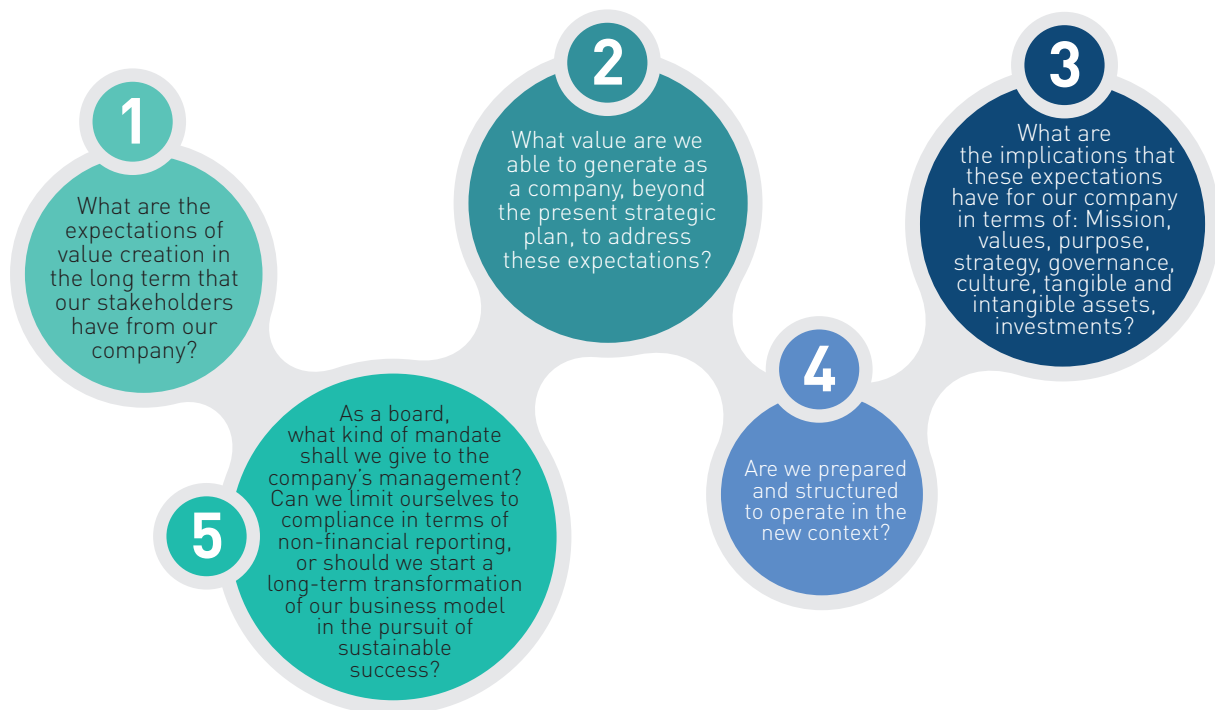 1
What are the
expectations of
value creation in
the long term that
our stakeholders
have from our
company?
2
What value are we
able to generate as
a company, beyond
the present strategic
plan, to address
these expectations?
3
What are
the implications that
these expectations
have for our company
in terms of: Mission,
values, purpose,
strategy, governance,
culture, tangible and
intangible assets,
investments?
4
Are we prepared
and structured
to operate in the
new context?
5
As a board,
what kind of mandate
shall we give to the
company's management?
Can we limit ourselves to
compliance in terms of
non-financial reporting,
or should we start a
long-term transformation
of our business model
in the pursuit of
sustainable
success?